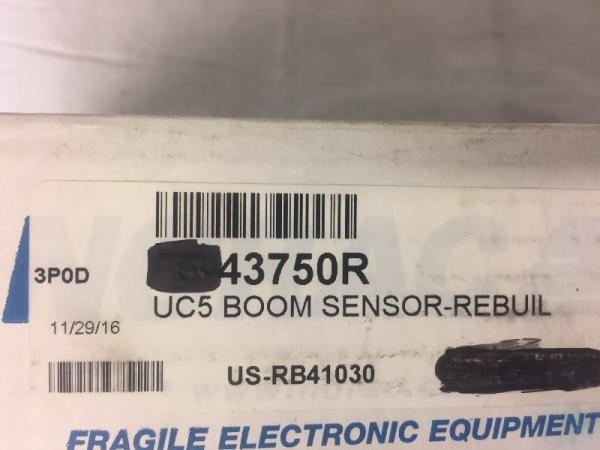 43750R
3P0D
UC5 BOOM SENSOR-REBUIL
11/29/16
US-RB41030
FRAGILE ELECTRONIC EQUIPMENT